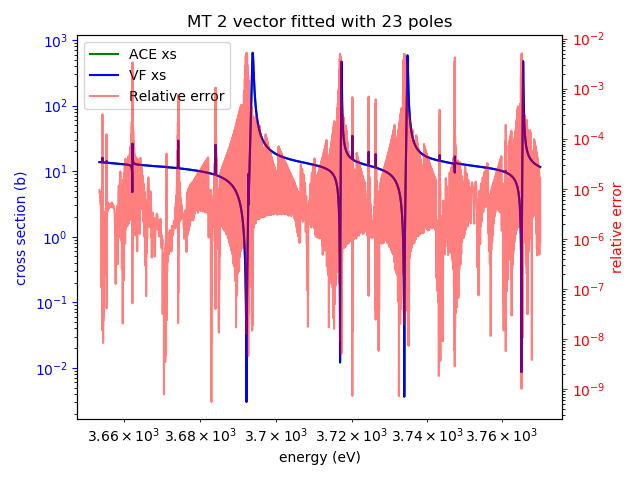 MT 2 vector fitted with 23 poles
ACE xs
VF xs
Relative error
10³
10²
10¹
10⁰
10⁻¹
10⁻²
cross section (b)
10⁻²
10⁻³
10⁻⁴
10⁻⁵
10⁻⁶
10⁻⁷
10⁻⁸
10⁻⁹
relative error
3.66×10³ 3.68×10³ 3.7×10³ 3.72×10³ 3.74×10³ 3.76×10³
energy (eV)